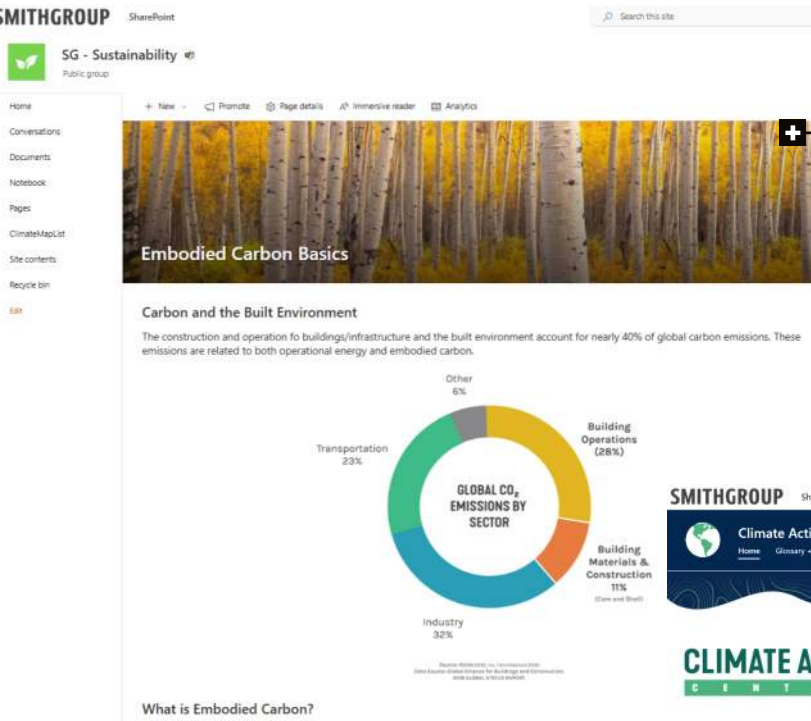 SMITHGROUP SharePoint
Search this site
SG - Sustainability
Public group
Home
Conversations
Documents
Notebook
Pages
ClimateMapList
Site contents
Recycle bin
Edit
+ New
Promote
Page details
Immersive reader
Analytics
Embodied Carbon Basics
Carbon and the Built Environment
The construction and operation fo buildings/infrastructure and the built environment account for nearly 40% of global carbon emissions. These
emissions are related to both operational energy and embodied carbon.
Other
6%
Transportation
23%
Building
Operations
(28%)
GLOBAL CO₂
EMISSIONS BY
SECTOR
Building
Materials &
Construction
11%
(Core and Shell)
Industry
32%
SMITHGROUP Sh
Climate Acti
Home Glossary
CLIMATE A
C E N T
What is Embodied Carbon?